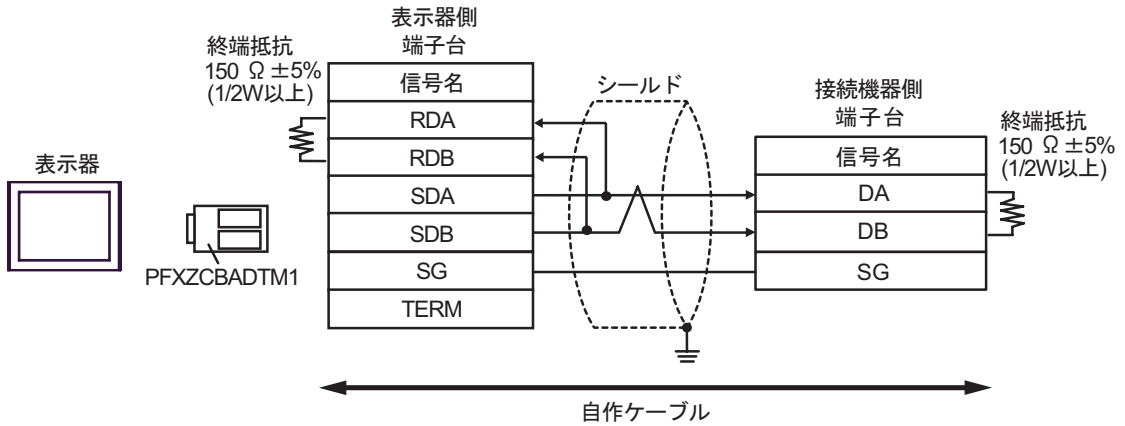 表示器
PFXZCBADTM1
終端抵抗
150 Ω ±5%
(1/2W以上)
表示器側
端子台
信号名
RDA
RDB
SDA
SDB
SG
TERM
シールド
接続機器側
端子台
信号名
DA
DB
SG
終端抵抗
150 Ω ±5%
(1/2W以上)
自作ケーブル